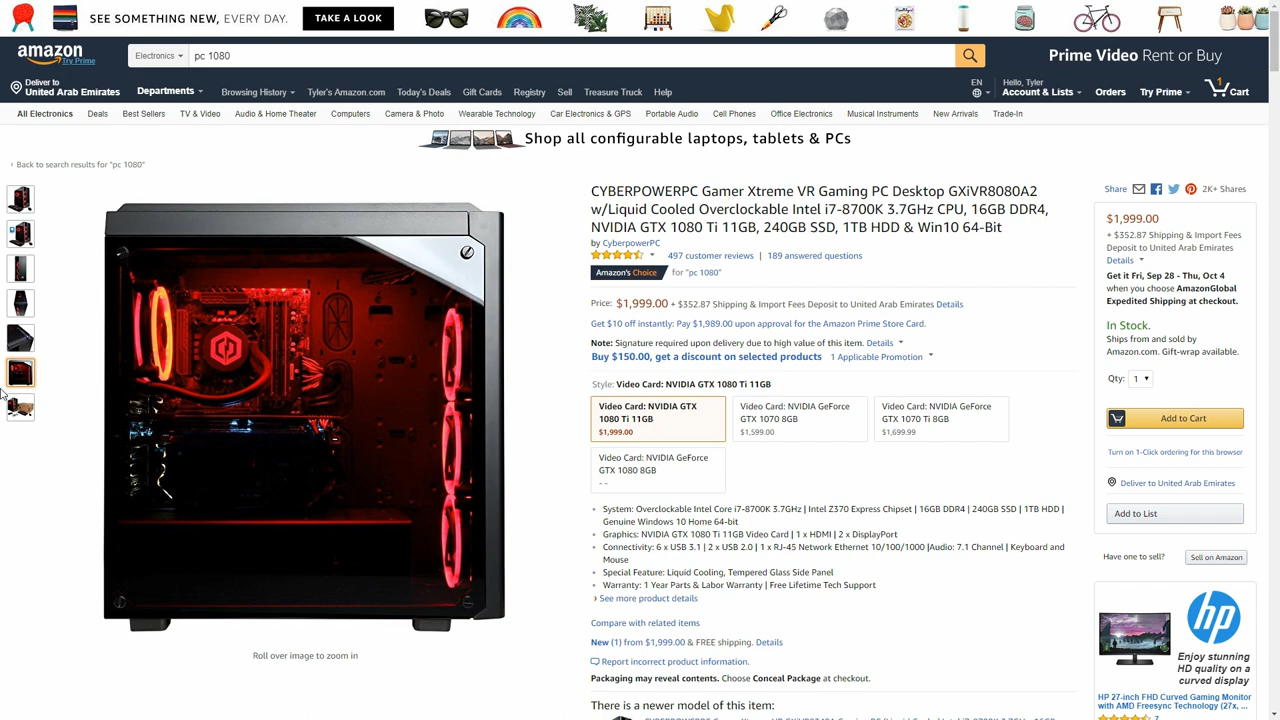 SEE SOMETHING NEW, EVERY DAY. TAKE A LOOK
amazon
Try Prime
Electronics
pc 1080
Prime Video Rent or Buy
Deliver to
United Arab Emirates
Departments
Browsing History
Tyler's Amazon.com
Today's Deals
Gift Cards
Registry
Sell
Treasure Truck
Help
EN
Hello, Tyler
Account & Lists
Orders
Try Prime
1
Cart
All Electronics
Deals
Best Sellers
TV & Video
Audio & Home Theater
Computers
Camera & Photo
Wearable Technology
Car Electronics & GPS
Portable Audio
Cell Phones
Office Electronics
Musical Instruments
New Arrivals
Trade-In
Shop all configurable laptops, tablets & PCs
‹ Back to search results for "pc 1080"
Roll over image to zoom in
CYBERPOWERPC Gamer Xtreme VR Gaming PC Desktop GXiVR8080A2
w/Liquid Cooled Overclockable Intel i7-8700K 3.7GHz CPU, 16GB DDR4,
NVIDIA GTX 1080 Ti 11GB, 240GB SSD, 1TB HDD & Win10 64-Bit
by CyberpowerPC
497 customer reviews | 189 answered questions
Amazon's Choice for "pc 1080"
Price: $1,999.00 + $352.87 Shipping & Import Fees Deposit to United Arab Emirates Details
Get $10 off instantly: Pay $1,989.00 upon approval for the Amazon Prime Store Card.
Note: Signature required upon delivery due to high value of this item. Details
Buy $150.00, get a discount on selected products 1 Applicable Promotion
Style: Video Card: NVIDIA GTX 1080 Ti 11GB
Video Card: NVIDIA GTX
1080 Ti 11GB
$1,999.00
Video Card: NVIDIA GeForce
GTX 1070 8GB
$1,599.00
Video Card: NVIDIA GeForce
GTX 1070 Ti 8GB
$1,699.99
Video Card: NVIDIA GeForce
GTX 1080 8GB
- -
• System: Overclockable Intel Core i7-8700K 3.7GHz | Intel Z370 Express Chipset | 16GB DDR4 | 240GB SSD | 1TB HDD |
Genuine Windows 10 Home 64-bit
• Graphics: NVIDIA GTX 1080 Ti 11GB Video Card | 1 x HDMI | 2 x DisplayPort
• Connectivity: 6 x USB 3.1 | 2 x USB 2.0 | 1 x RJ-45 Network Ethernet 10/100/1000 |Audio: 7.1 Channel | Keyboard and
Mouse
• Special Feature: Liquid Cooling, Tempered Glass Side Panel
• Warranty: 1 Year Parts & Labor Warranty | Free Lifetime Tech Support
› See more product details
Compare with related items
New (1) from $1,999.00 & FREE shipping. Details
Report incorrect product information.
Packaging may reveal contents. Choose Conceal Package at checkout.
There is a newer model of this item:
Share
2K+ Shares
$1,999.00
+ $352.87 Shipping & Import Fees
Deposit to United Arab Emirates
Details
Get it Fri, Sep 28 - Thu, Oct 4
when you choose AmazonGlobal
Expedited Shipping at checkout.
In Stock.
Ships from and sold by
Amazon.com. Gift-wrap available.
Qty: 1
Add to Cart
Turn on 1-Click ordering for this browser
Deliver to United Arab Emirates
Add to List
Have one to sell? Sell on Amazon
hp
Enjoy stunning
HD quality on a
curved display
HP 27-inch FHD Curved Gaming Monitor
with AMD Freesync Technology (27x, ...
7